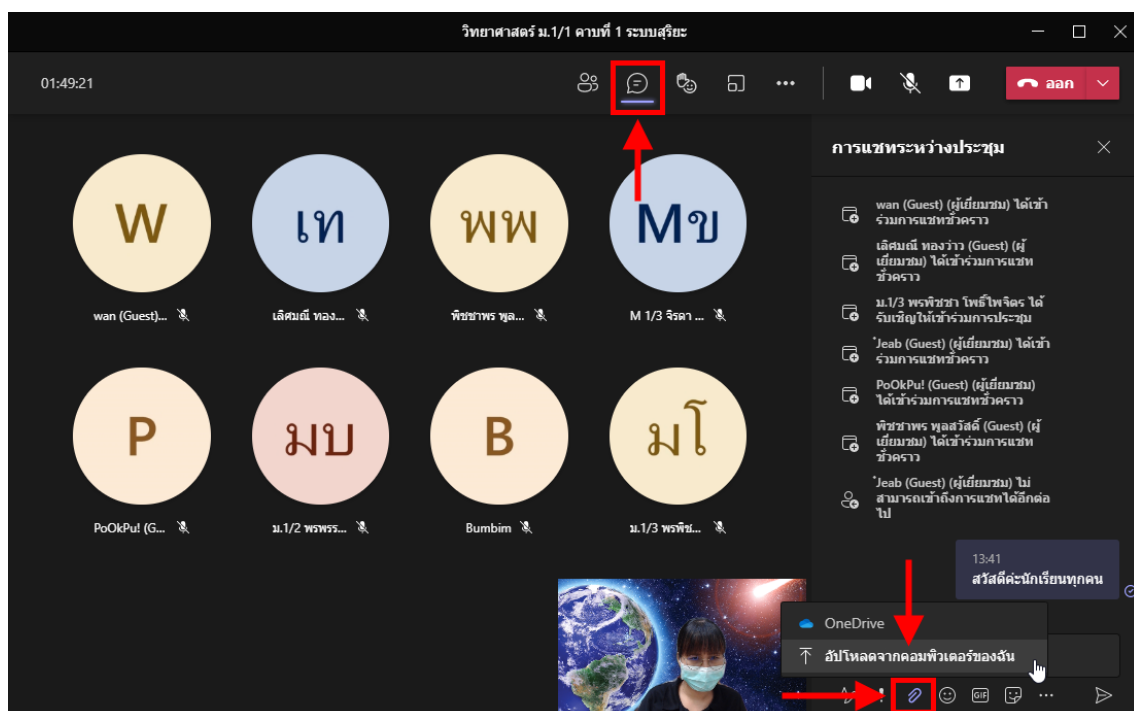 วิทยาศาสตร์ ม.1/1 คาบที่ 1 ระบบสุริยะ
01:49:21
ออก
การแชทระหว่างประชุม
W
เท
พพ
Mข
wan (Guest)...
เลิศมณี ทอง...
พิชชาพร พูล...
M 1/3 จิรดา ...
P
มบ
B
มโ
PoOkPu! (G...
ม.1/2 พรพรร...
Bumbim
ม.1/3 พรพิช...
wan (Guest) (ผู้เยี่ยมชม) ได้เข้า
ร่วมการแชทชั่วคราว
เลิศมณี ทองว่าว (Guest) (ผู้
เยี่ยมชม) ได้เข้าร่วมการแชท
ชั่วคราว
ม.1/3 พรพิชชา โพธิ์ไพจิตร ได้
รับเชิญให้เข้าร่วมการประชุม
่Jeab (Guest) (ผู้เยี่ยมชม) ได้เข้า
ร่วมการแชทชั่วคราว
PoOkPu! (Guest) (ผู้เยี่ยมชม)
ได้เข้าร่วมการแชทชั่วคราว
พิชชาพร พูลสวัสดิ์ (Guest) (ผู้
เยี่ยมชม) ได้เข้าร่วมการแชท
ชั่วคราว
่Jeab (Guest) (ผู้เยี่ยมชม) ไม่
สามารถเข้าถึงการแชทได้อีกต่อ
ไป
13:41
สวัสดีค่ะนักเรียนทุกคน
OneDrive
อัปโหลดจากคอมพิวเตอร์ของฉัน
GIF